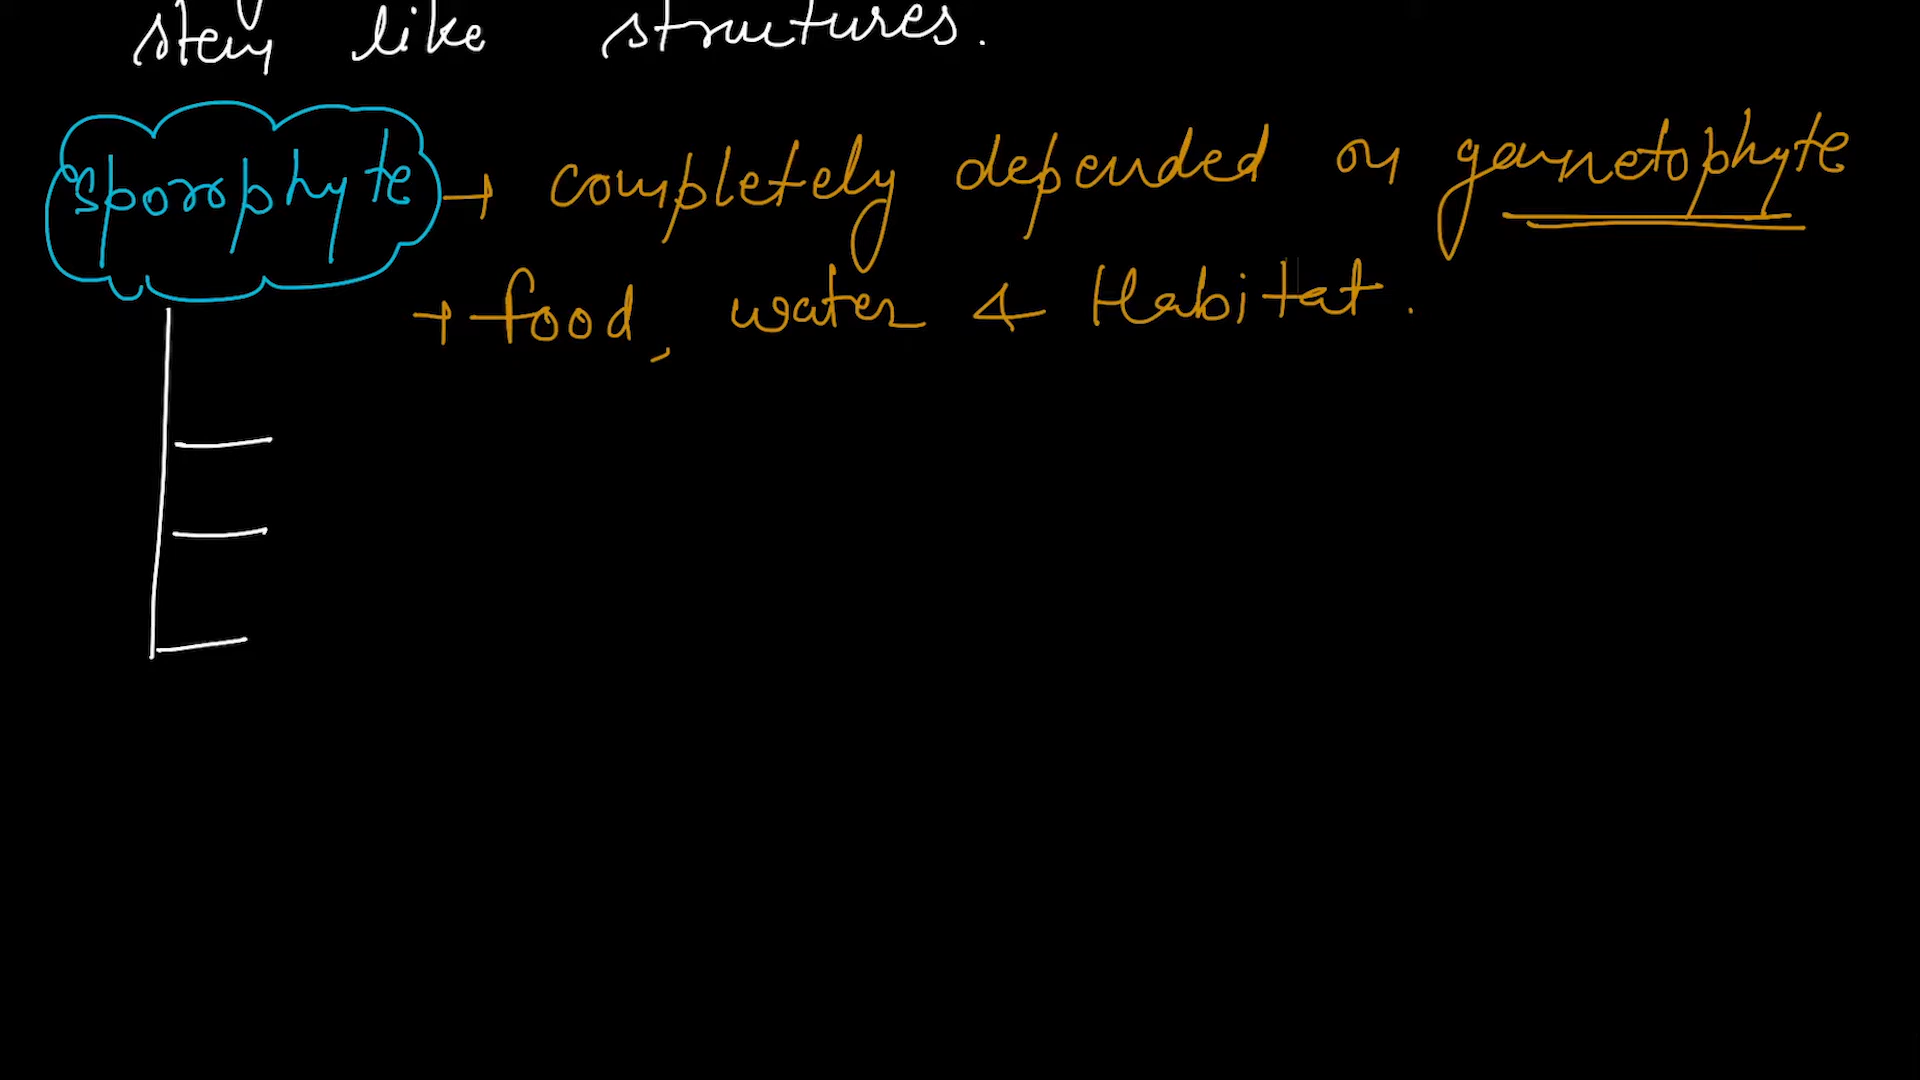 stem like structures.
sporophyte → completely depended on gametophyte
→ food, water & Habitat.